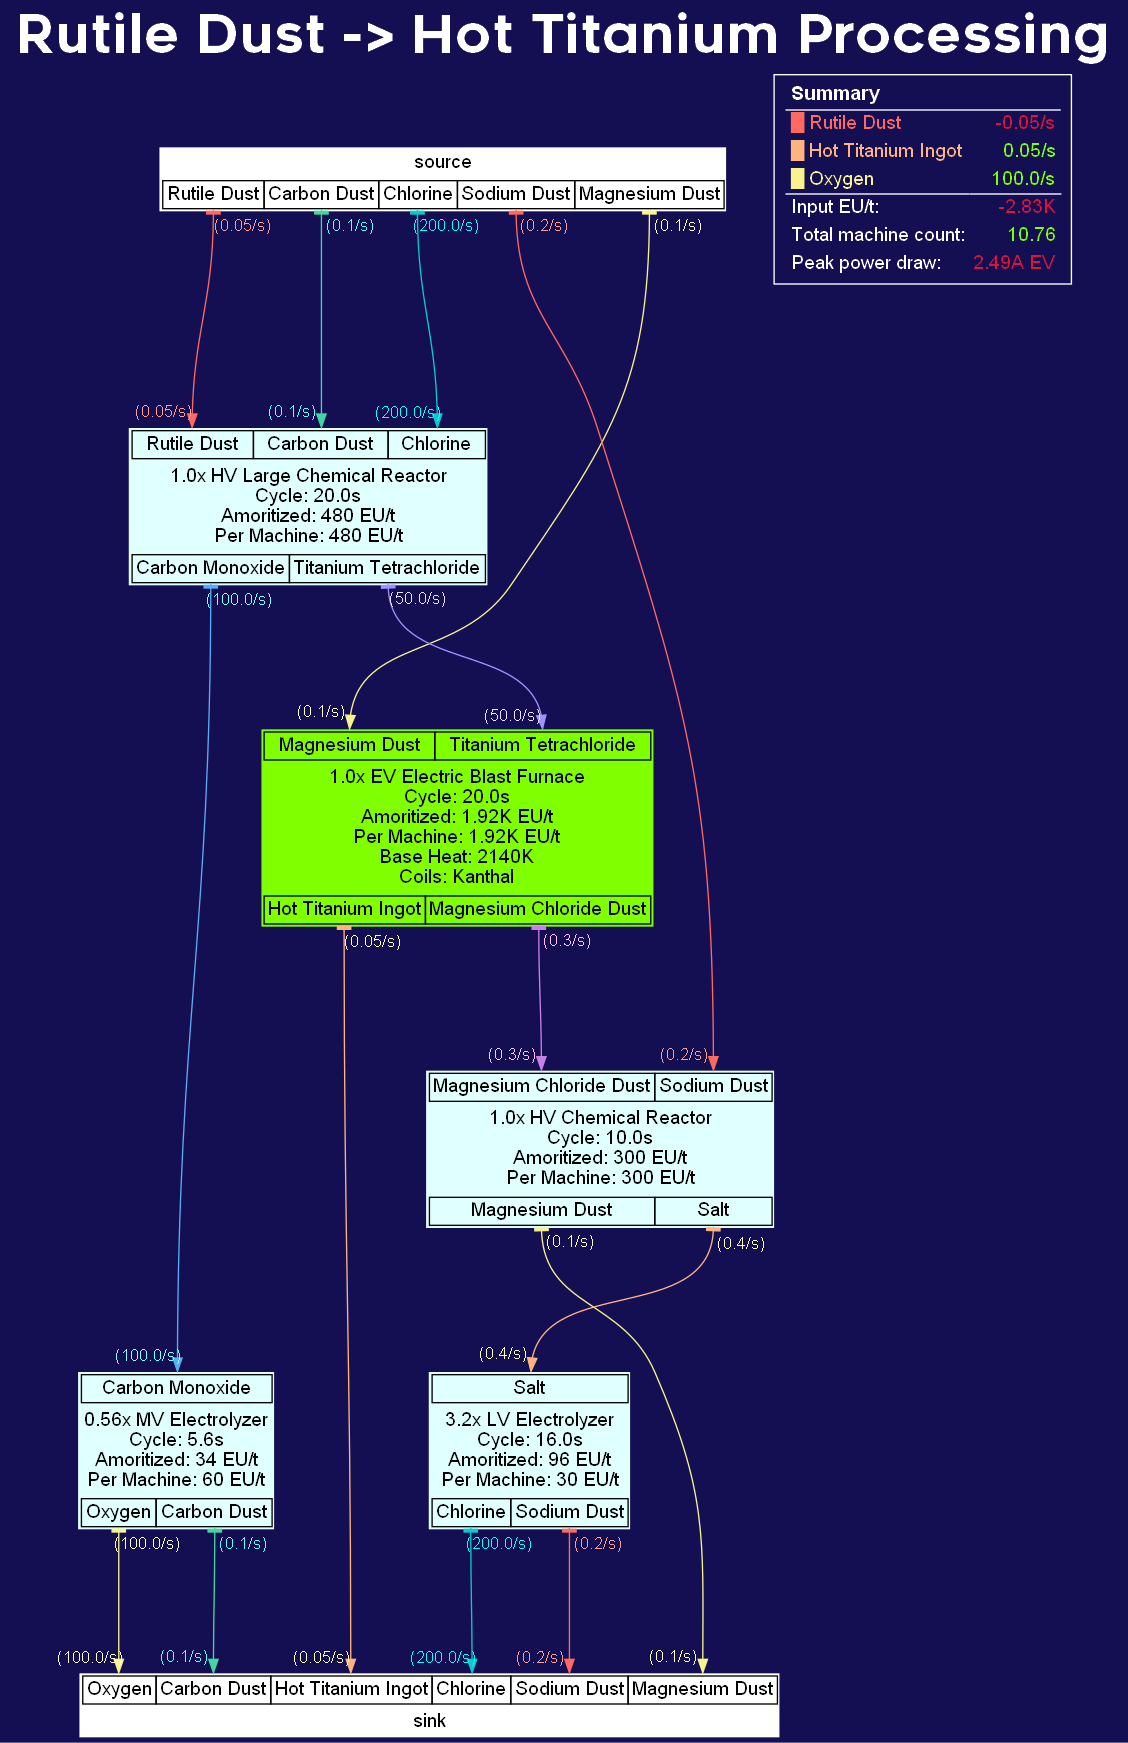 Rutile Dust -> Hot Titanium Processing
Summary
Rutile Dust -0.05/s
Hot Titanium Ingot 0.05/s
Oxygen 100.0/s
Input EU/t: -2.83K
Total machine count: 10.76
Peak power draw: 2.49A EV
source
Rutile Dust Carbon Dust Chlorine Sodium Dust Magnesium Dust
(0.05/s) (0.1/s) (200.0/s) (0.2/s) (0.1/s)
(0.05/s) (0.1/s) (200.0/s)
Rutile Dust Carbon Dust Chlorine
1.0x HV Large Chemical Reactor
Cycle: 20.0s
Amoritized: 480 EU/t
Per Machine: 480 EU/t
Carbon Monoxide Titanium Tetrachloride
(100.0/s) (50.0/s)
(0.1/s) (50.0/s)
Magnesium Dust Titanium Tetrachloride
1.0x EV Electric Blast Furnace
Cycle: 20.0s
Amoritized: 1.92K EU/t
Per Machine: 1.92K EU/t
Base Heat: 2140K
Coils: Kanthal
Hot Titanium Ingot Magnesium Chloride Dust
(0.05/s) (0.3/s)
(0.3/s) (0.2/s)
Magnesium Chloride Dust Sodium Dust
1.0x HV Chemical Reactor
Cycle: 10.0s
Amoritized: 300 EU/t
Per Machine: 300 EU/t
Magnesium Dust Salt
(0.1/s) (0.4/s)
(100.0/s) (0.4/s)
Carbon Monoxide
0.56x MV Electrolyzer
Cycle: 5.6s
Amoritized: 34 EU/t
Per Machine: 60 EU/t
Oxygen Carbon Dust
(100.0/s) (0.1/s)
Salt
3.2x LV Electrolyzer
Cycle: 16.0s
Amoritized: 96 EU/t
Per Machine: 30 EU/t
Chlorine Sodium Dust
(200.0/s) (0.2/s)
(100.0/s) (0.1/s) (0.05/s) (200.0/s) (0.2/s) (0.1/s)
Oxygen Carbon Dust Hot Titanium Ingot Chlorine Sodium Dust Magnesium Dust
sink